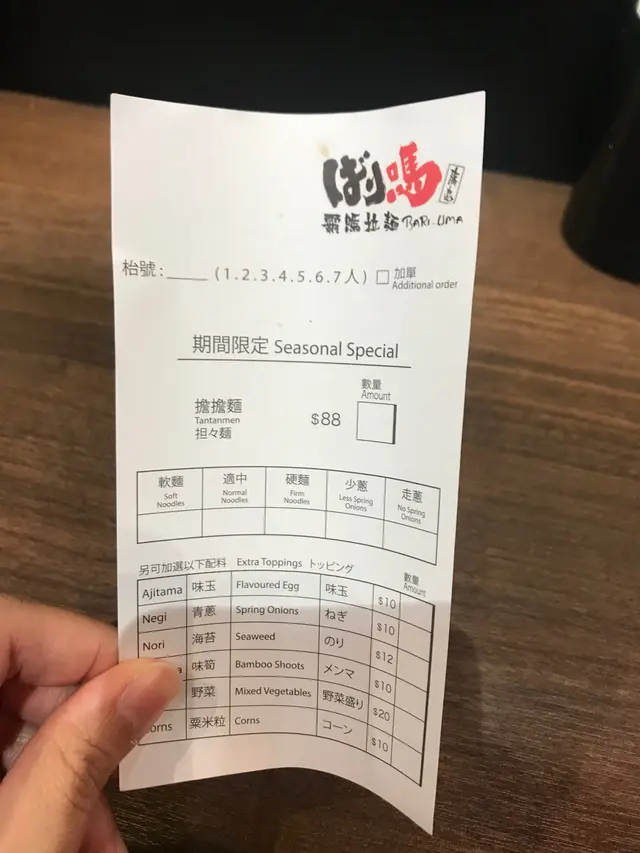 ばり嗎
霸嗎拉麵 BARI-UMA
枱號：____ (1.2.3.4.5.6.7人) □ 加單
Additional order
期間限定 Seasonal Special
數量
Amount
擔擔麵
Tantanmen
担々麺
$88
軟麵 適中 硬麵 少蔥 走蔥
Soft Noodles Normal Noodles Firm Noodles Less Spring Onions No Spring Onions
另可加選以下配料 Extra Toppings トッピング
數量
Amount
Ajitama 味玉 Flavoured Egg 味玉 $10
Negi 青蔥 Spring Onions ねぎ $10
Nori 海苔 Seaweed のり $12
味筍 Bamboo Shoots メンマ $10
野菜 Mixed Vegetables 野菜盛り $20
orns 粟米粒 Corns コーン $10